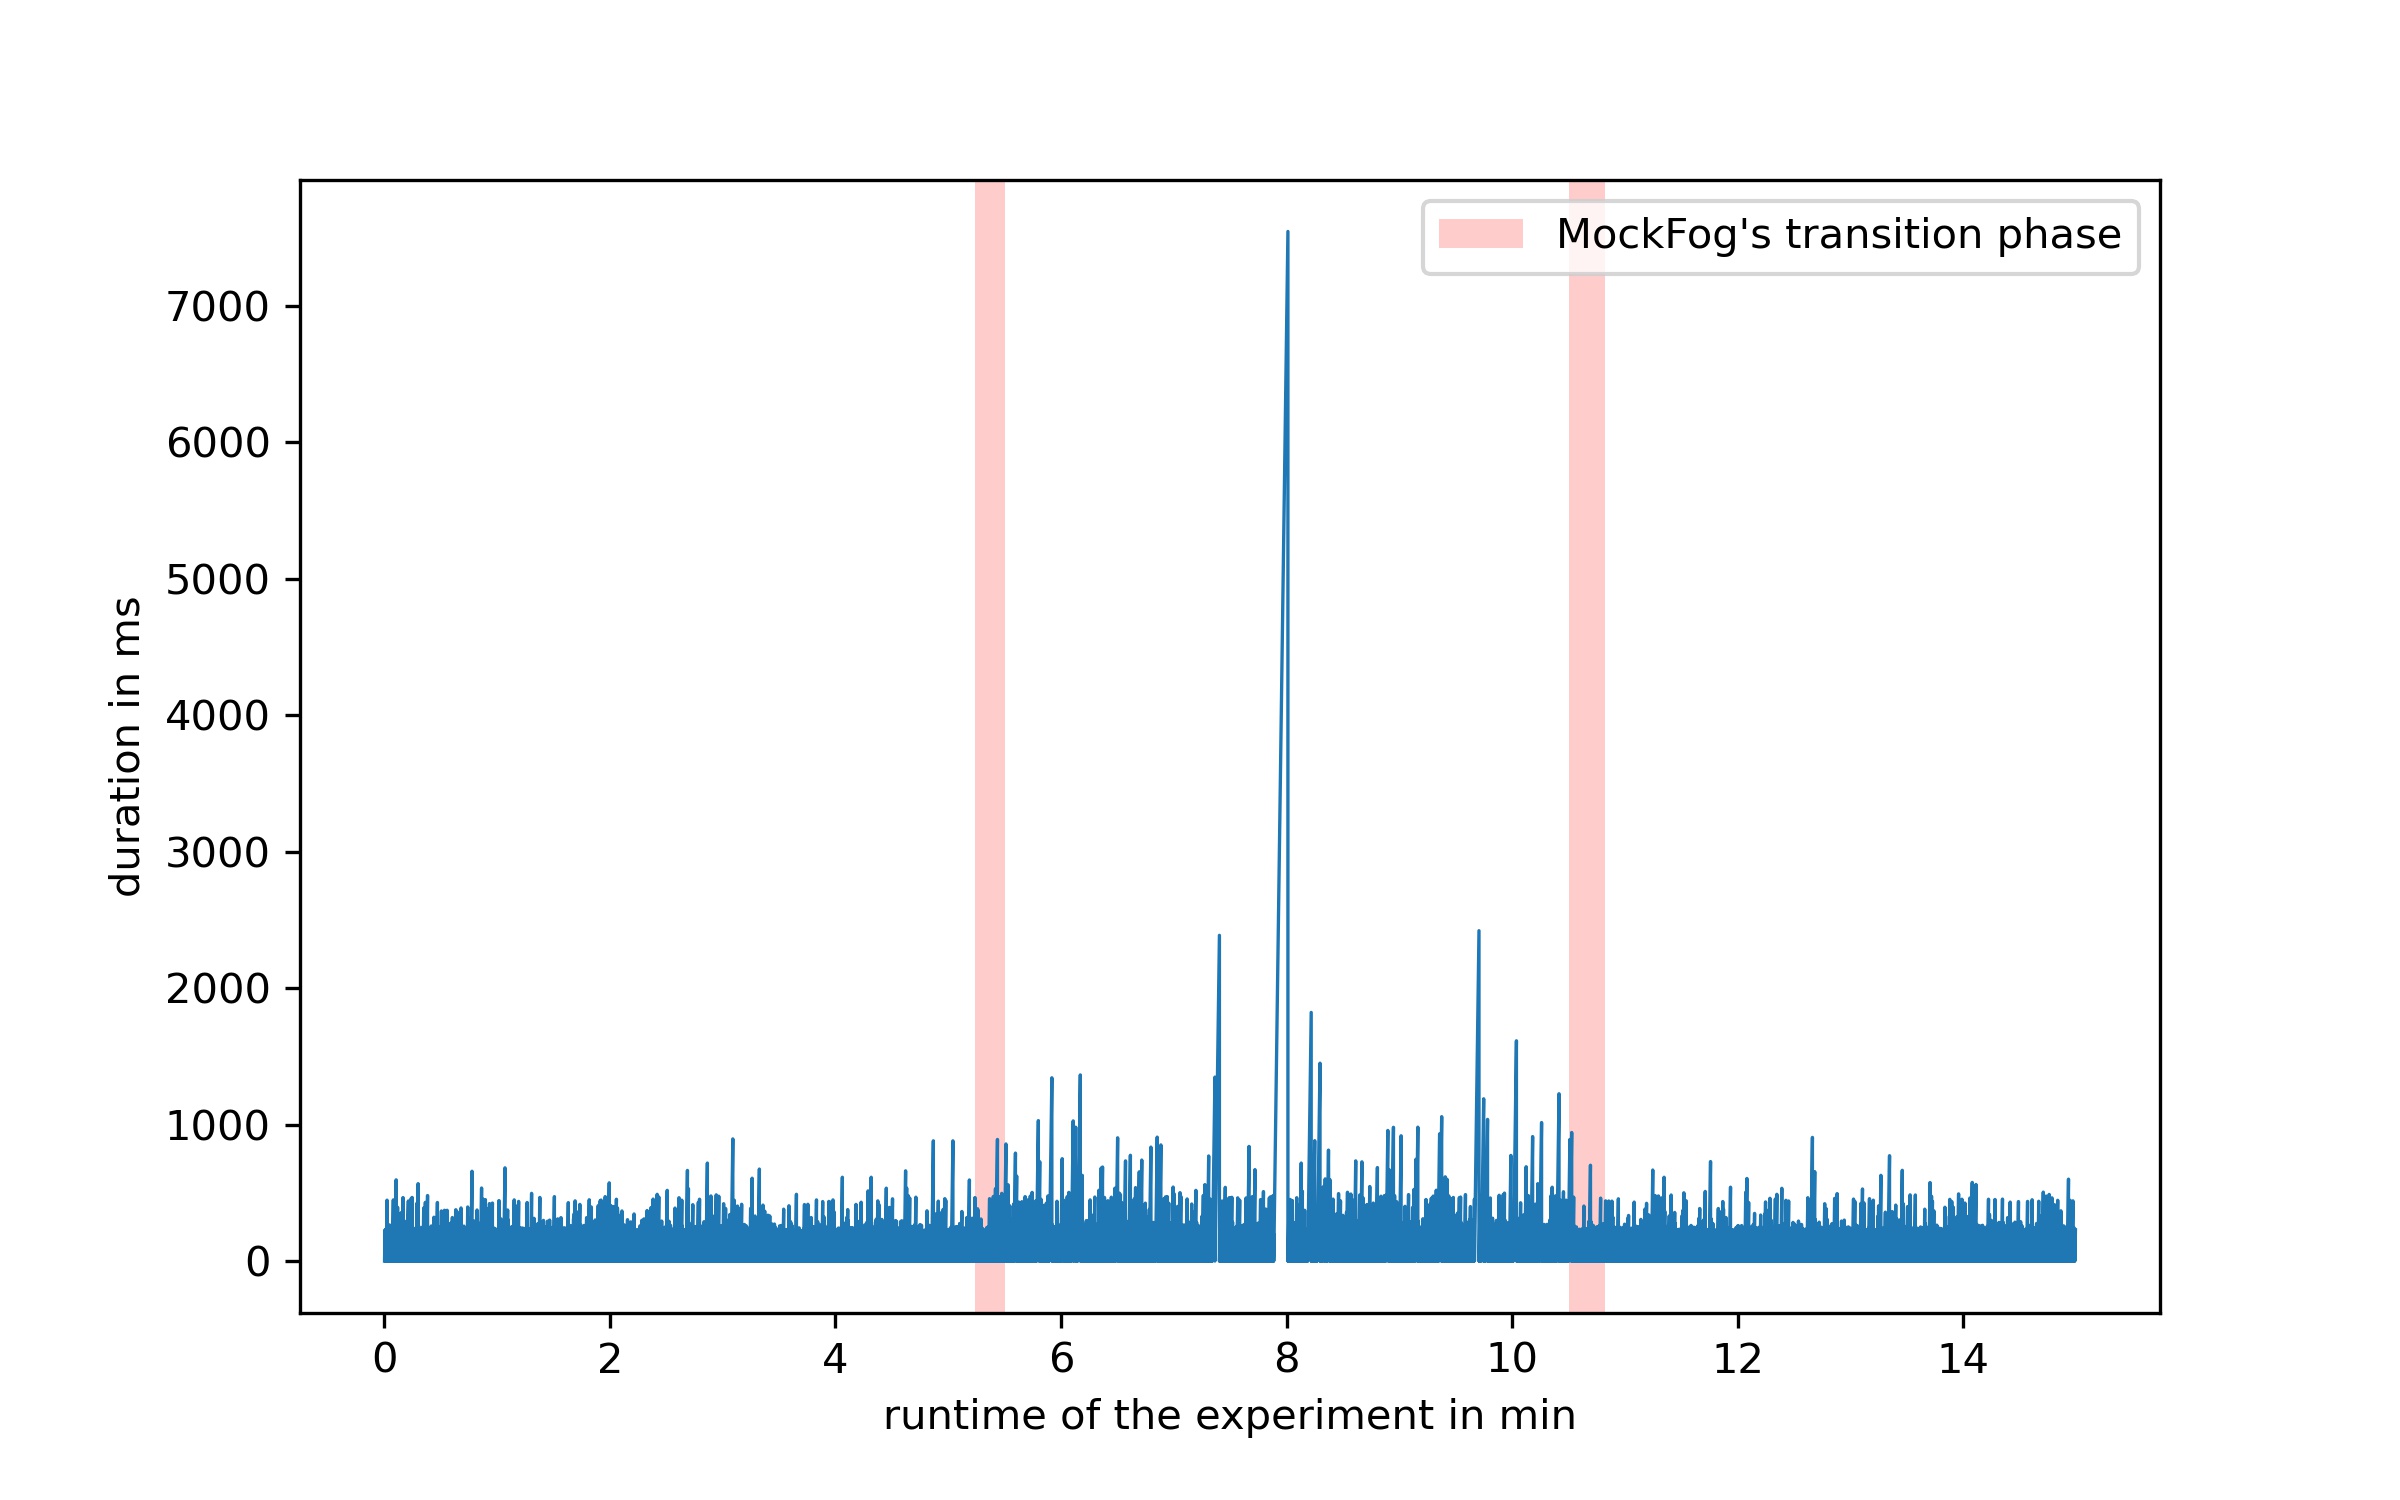 MockFog's transition phase
7000
6000
5000
4000
3000
2000
1000
0
duration in ms
0 2 4 6 8 10 12 14
runtime of the experiment in min